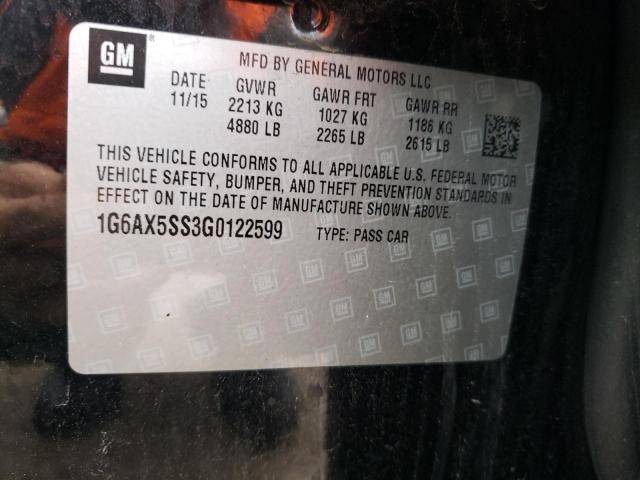 GM ®
MFD BY GENERAL MOTORS LLC
DATE GVWR GAWR FRT GAWR RR
11/15 2213 KG 1027 KG 1186 KG
4880 LB 2265 LB 2615 LB
THIS VEHICLE CONFORMS TO ALL APPLICABLE U.S. FEDERAL MOTOR
VEHICLE SAFETY, BUMPER, AND THEFT PREVENTION STANDARDS IN
EFFECT ON THE DATE OF MANUFACTURE SHOWN ABOVE.
1G6AX5SS3G0122599 TYPE: PASS CAR